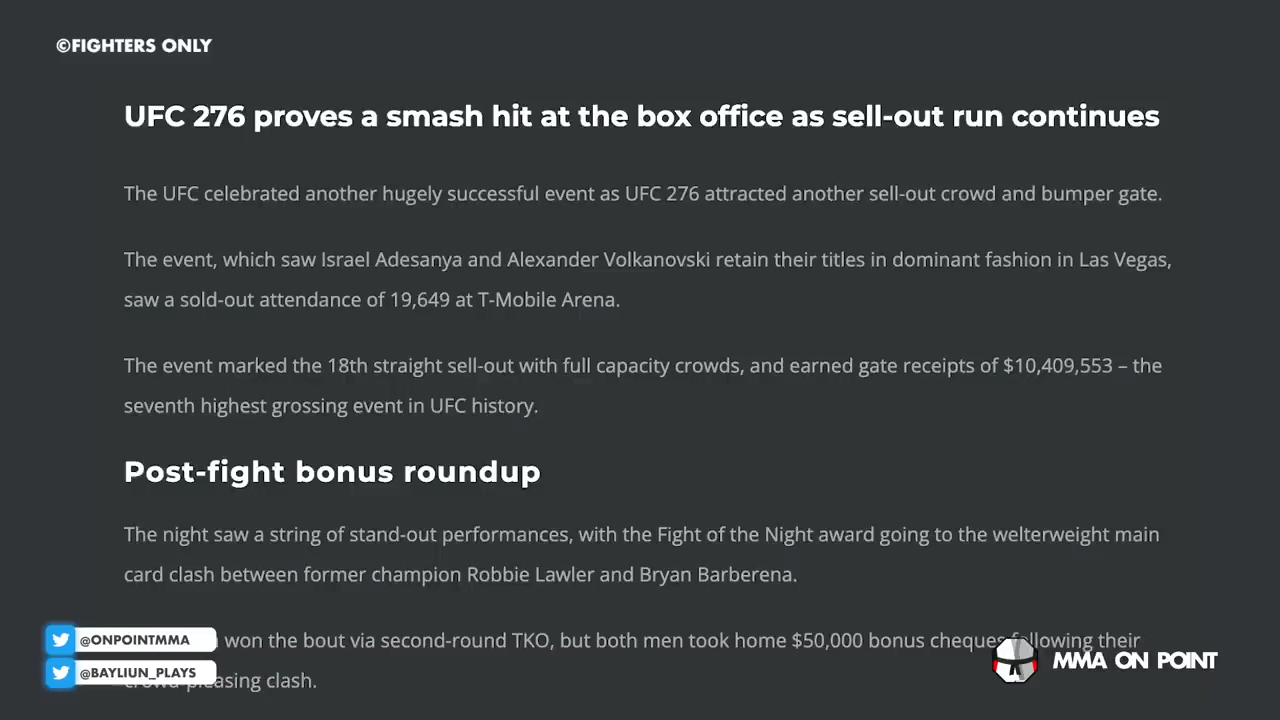 ©FIGHTERS ONLY
UFC 276 proves a smash hit at the box office as sell-out run continues
The UFC celebrated another hugely successful event as UFC 276 attracted another sell-out crowd and bumper gate.
The event, which saw Israel Adesanya and Alexander Volkanovski retain their titles in dominant fashion in Las Vegas,
saw a sold-out attendance of 19,649 at T-Mobile Arena.
The event marked the 18th straight sell-out with full capacity crowds, and earned gate receipts of $10,409,553 – the
seventh highest grossing event in UFC history.
Post-fight bonus roundup
The night saw a string of stand-out performances, with the Fight of the Night award going to the welterweight main
card clash between former champion Robbie Lawler and Bryan Barberena.
won the bout via second-round TKO, but both men took home $50,000 bonus cheques following their
crowd-pleasing clash.
@ONPOINTMMA
@BAYLIUN_PLAYS
MMA ON POINT